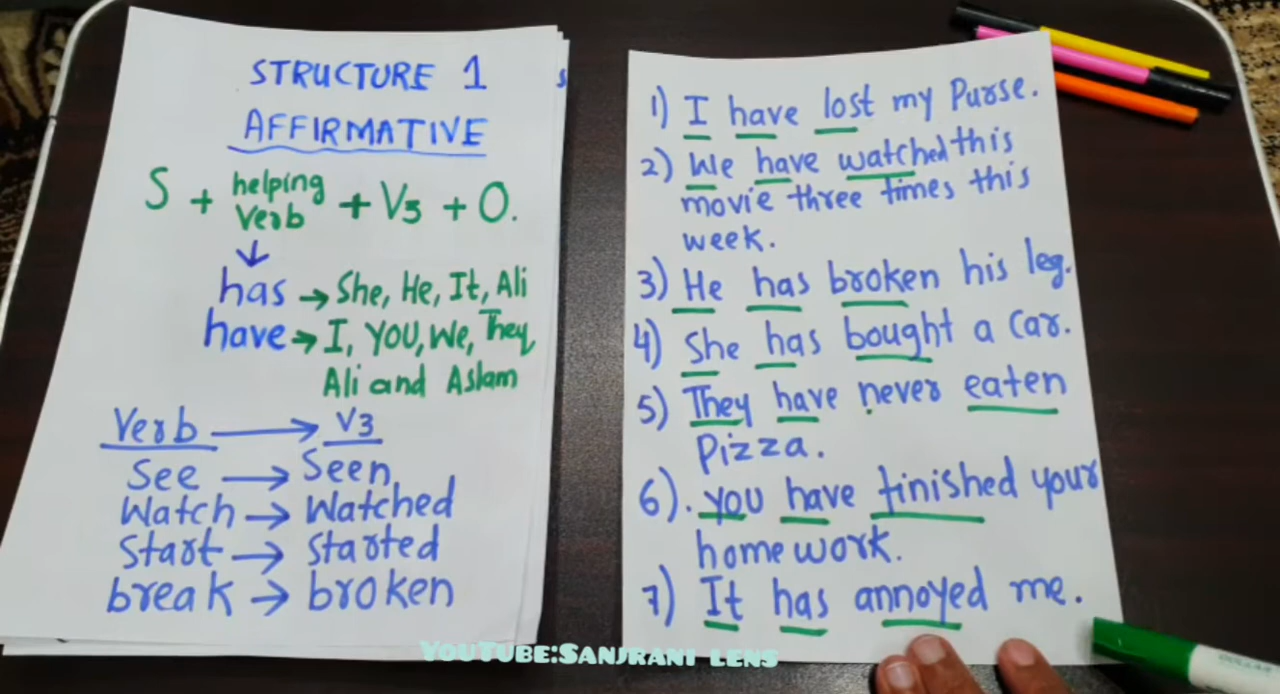 STRUCTURE 1
AFFIRMATIVE
S + helping verb + V3 + O.
has → She, He, It, Ali
have → I, YOU, We, They,
Ali and Aslam
Verb → V3
See → Seen
Watch → Watched
Start → Started
break → broken
1) I have lost my Purse.
2) We have watched this
movie three times this
week.
3) He has broken his leg.
4) She has bought a Car.
5) They have never eaten
Pizza.
6). you have finished your
homework.
7) It has annoyed me.
YOUTUBE:SANJRANI LENS